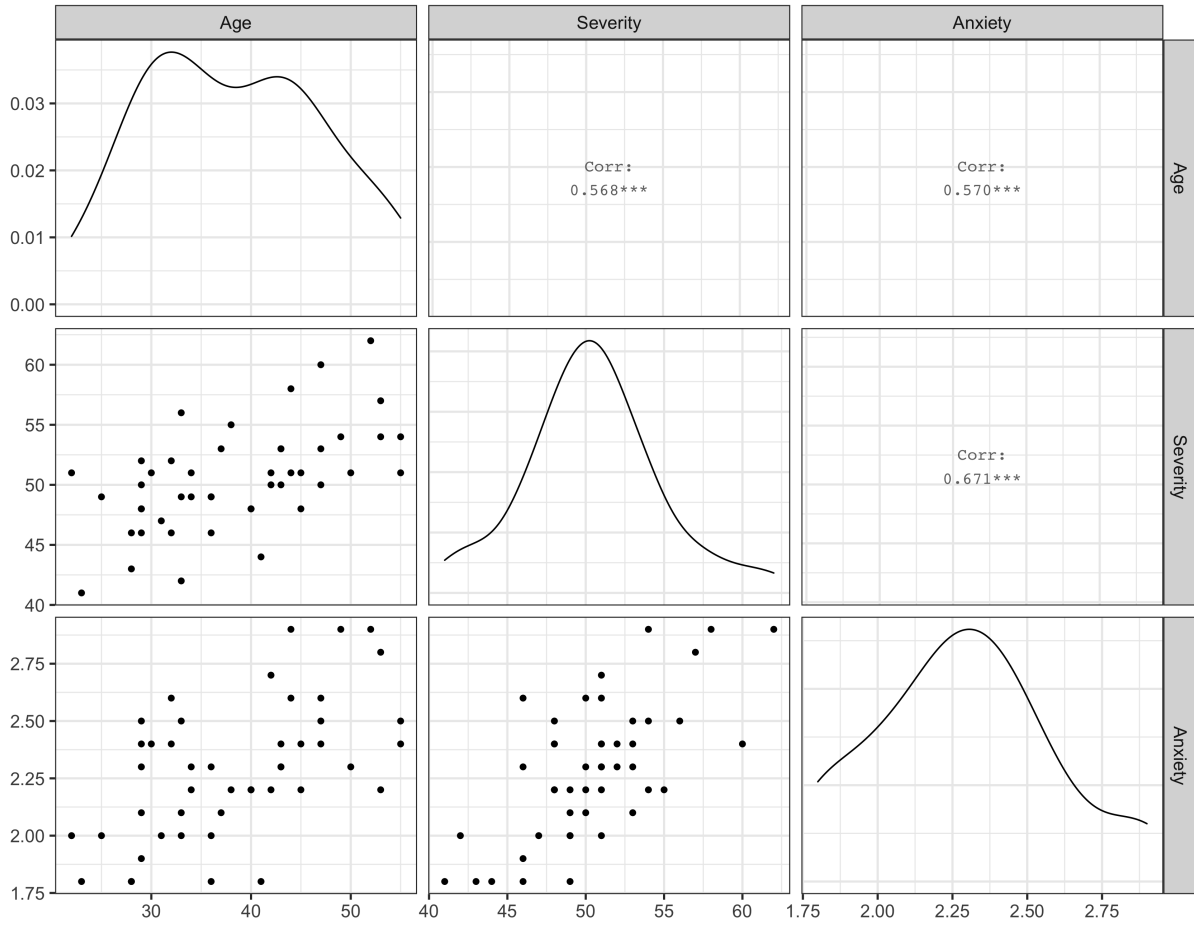 Age Severity Anxiety
0.03
0.02
0.01
0.00
Corr:
0.568***
Corr:
0.570***
Age
60
55
50
45
40
Corr:
0.671***
Severity
2.75
2.50
2.25
2.00
1.75
Anxiety
30 40 50 40 45 50 55 60 1.75 2.00 2.25 2.50 2.75